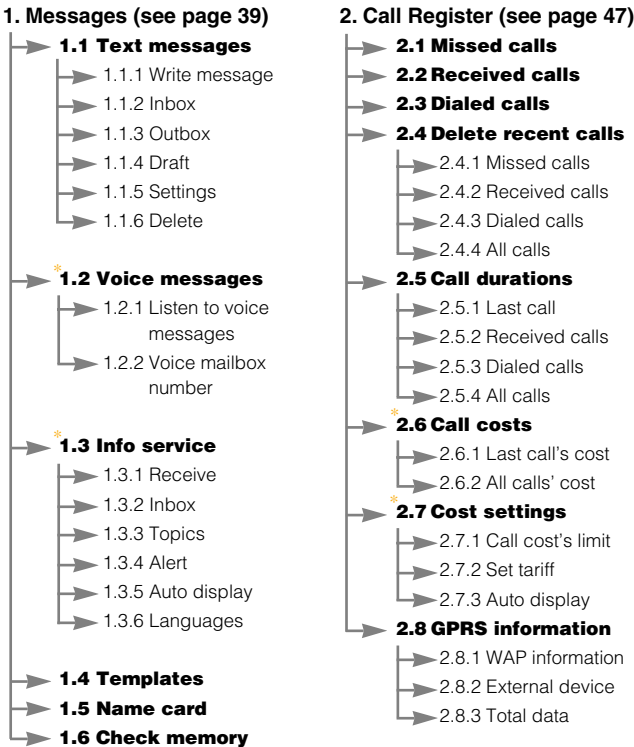 1. Messages (see page 39)
1.1 Text messages
1.1.1 Write message
1.1.2 Inbox
1.1.3 Outbox
1.1.4 Draft
1.1.5 Settings
1.1.6 Delete
*1.2 Voice messages
1.2.1 Listen to voice
messages
1.2.2 Voice mailbox
number
*1.3 Info service
1.3.1 Receive
1.3.2 Inbox
1.3.3 Topics
1.3.4 Alert
1.3.5 Auto display
1.3.6 Languages
1.4 Templates
1.5 Name card
1.6 Check memory
2. Call Register (see page 47)
2.1 Missed calls
2.2 Received calls
2.3 Dialed calls
2.4 Delete recent calls
2.4.1 Missed calls
2.4.2 Received calls
2.4.3 Dialed calls
2.4.4 All calls
2.5 Call durations
2.5.1 Last call
2.5.2 Received calls
2.5.3 Dialed calls
2.5.4 All calls
*2.6 Call costs
2.6.1 Last call's cost
2.6.2 All calls' cost
*2.7 Cost settings
2.7.1 Call cost's limit
2.7.2 Set tariff
2.7.3 Auto display
2.8 GPRS information
2.8.1 WAP information
2.8.2 External device
2.8.3 Total data